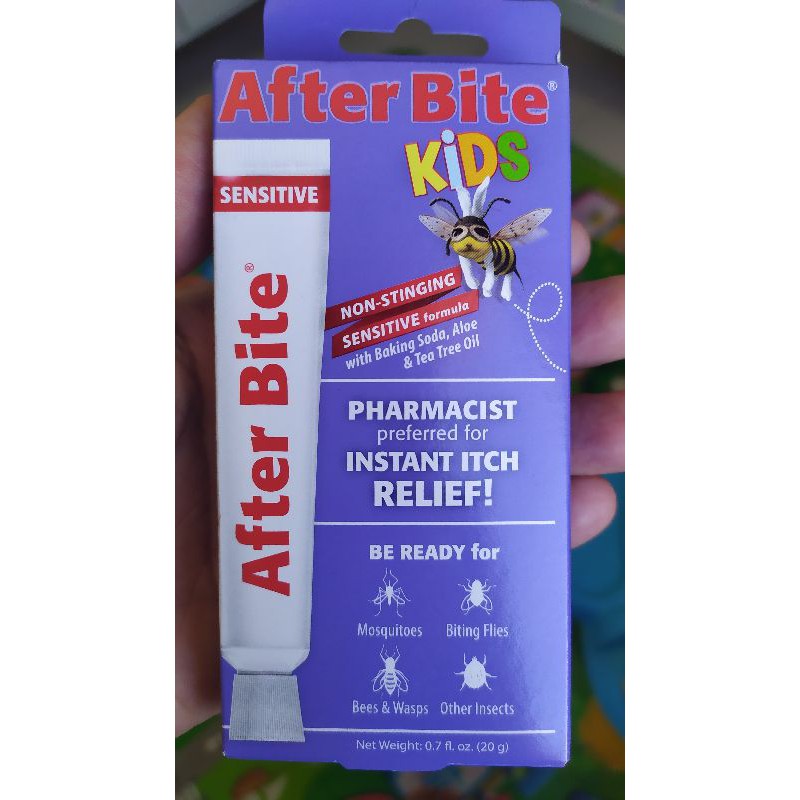 After Bite®
KiDS
SENSITIVE
After Bite®
NON-STINGING
SENSITIVE formula
with Baking Soda, Aloe
& Tea Tree Oil
PHARMACIST
preferred for
INSTANT ITCH
RELIEF!
BE READY for
Mosquitoes
Biting Flies
Bees & Wasps
Other Insects
Net Weight: 0.7 fl. oz. (20 g)